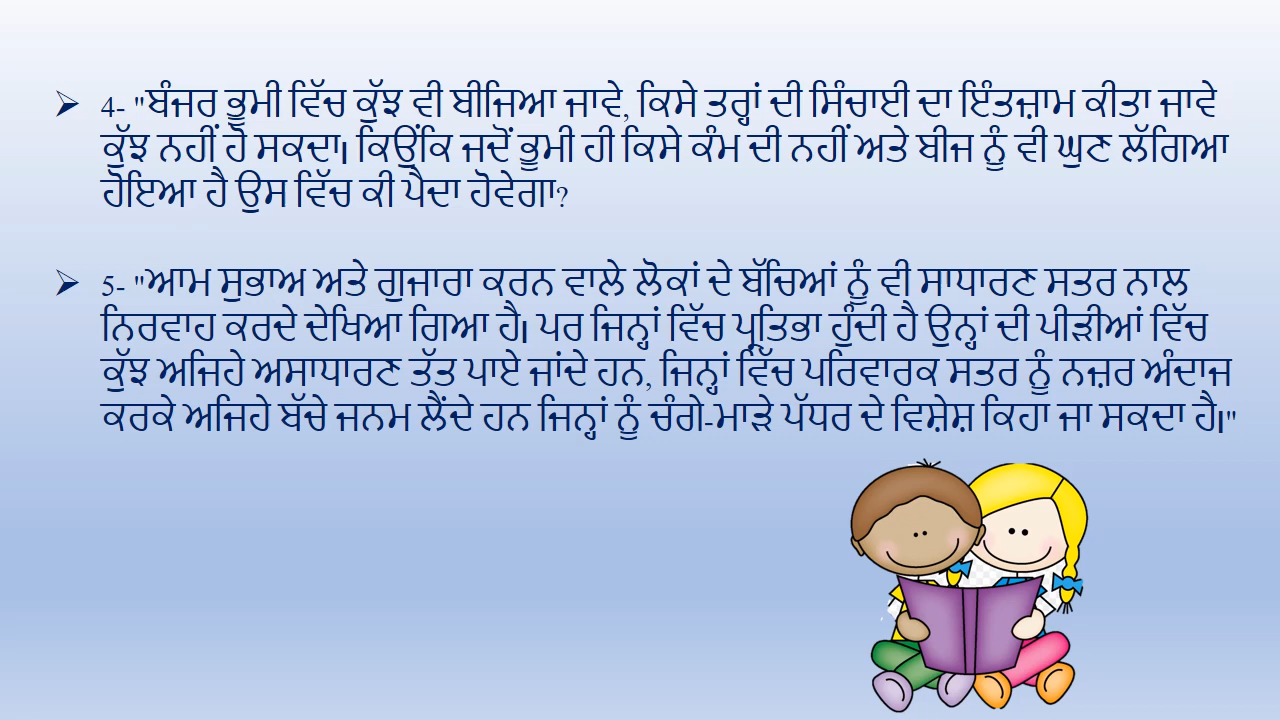 4- "ਬੰਜਰ ਭੂਮੀ ਵਿੱਚ ਕੁੱਝ ਵੀ ਬੀਜਿਆ ਜਾਵੇ, ਕਿਸੇ ਤਰ੍ਹਾਂ ਦੀ ਸਿੰਚਾਈ ਦਾ ਇੰਤਜ਼ਾਮ ਕੀਤਾ ਜਾਵੇ
ਕੁੱਝ ਨਹੀਂ ਹੋ ਸਕਦਾ। ਕਿਉਂਕਿ ਜਦੋਂ ਭੂਮੀ ਹੀ ਕਿਸੇ ਕੰਮ ਦੀ ਨਹੀਂ ਅਤੇ ਬੀਜ ਨੂੰ ਵੀ ਘੁਣ ਲੱਗਿਆ
ਹੋਇਆ ਹੈ ਉਸ ਵਿੱਚ ਕੀ ਪੈਦਾ ਹੋਵੇਗਾ?
5- "ਆਮ ਸੁਭਾਅ ਅਤੇ ਗੁਜਾਰਾ ਕਰਨ ਵਾਲੇ ਲੋਕਾਂ ਦੇ ਬੱਚਿਆਂ ਨੂੰ ਵੀ ਸਾਧਾਰਣ ਸਤਰ ਨਾਲ
ਨਿਰਵਾਹ ਕਰਦੇ ਦੇਖਿਆ ਗਿਆ ਹੈ। ਪਰ ਜਿਨ੍ਹਾਂ ਵਿੱਚ ਪ੍ਰਤਿਭਾ ਹੁੰਦੀ ਹੈ ਉਨ੍ਹਾਂ ਦੀ ਪੀੜੀਆਂ ਵਿੱਚ
ਕੁੱਝ ਅਜਿਹੇ ਅਸਾਧਾਰਣ ਤੱਤ ਪਾਏ ਜਾਂਦੇ ਹਨ, ਜਿਨ੍ਹਾਂ ਵਿੱਚ ਪਰਿਵਾਰਕ ਸਤਰ ਨੂੰ ਨਜ਼ਰ ਅੰਦਾਜ
ਕਰਕੇ ਅਜਿਹੇ ਬੱਚੇ ਜਨਮ ਲੈਂਦੇ ਹਨ ਜਿਨ੍ਹਾਂ ਨੂੰ ਚੰਗੇ-ਮਾੜੇ ਪੱਧਰ ਦੇ ਵਿਸ਼ੇਸ਼ ਕਿਹਾ ਜਾ ਸਕਦਾ ਹੈ।"